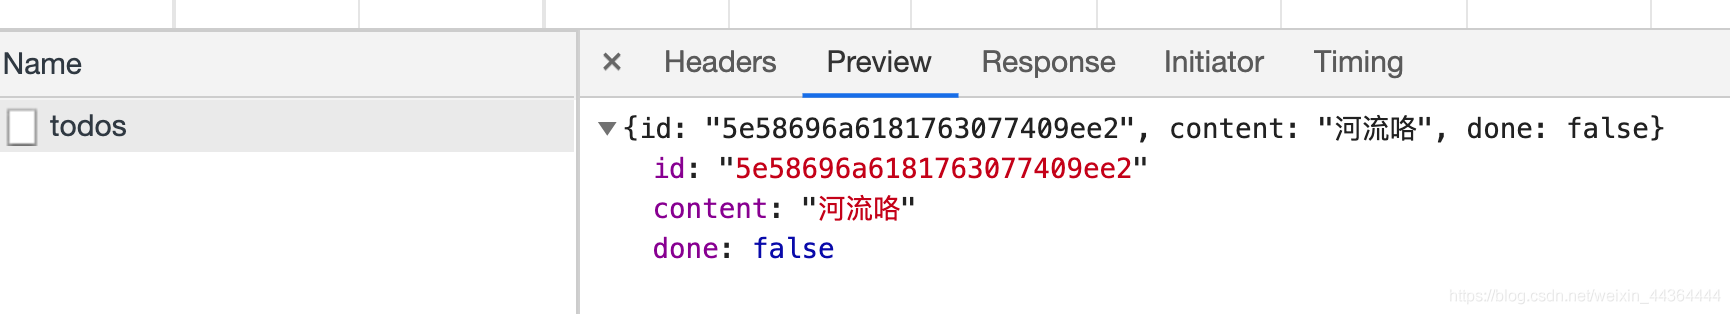 Name
× Headers Preview Response Initiator Timing
todos
▼{id: "5e58696a6181763077409ee2", content: "河流咯", done: false}
id: "5e58696a6181763077409ee2"
content: "河流咯"
done: false
https://blog.csdn.net/weixin_44364444